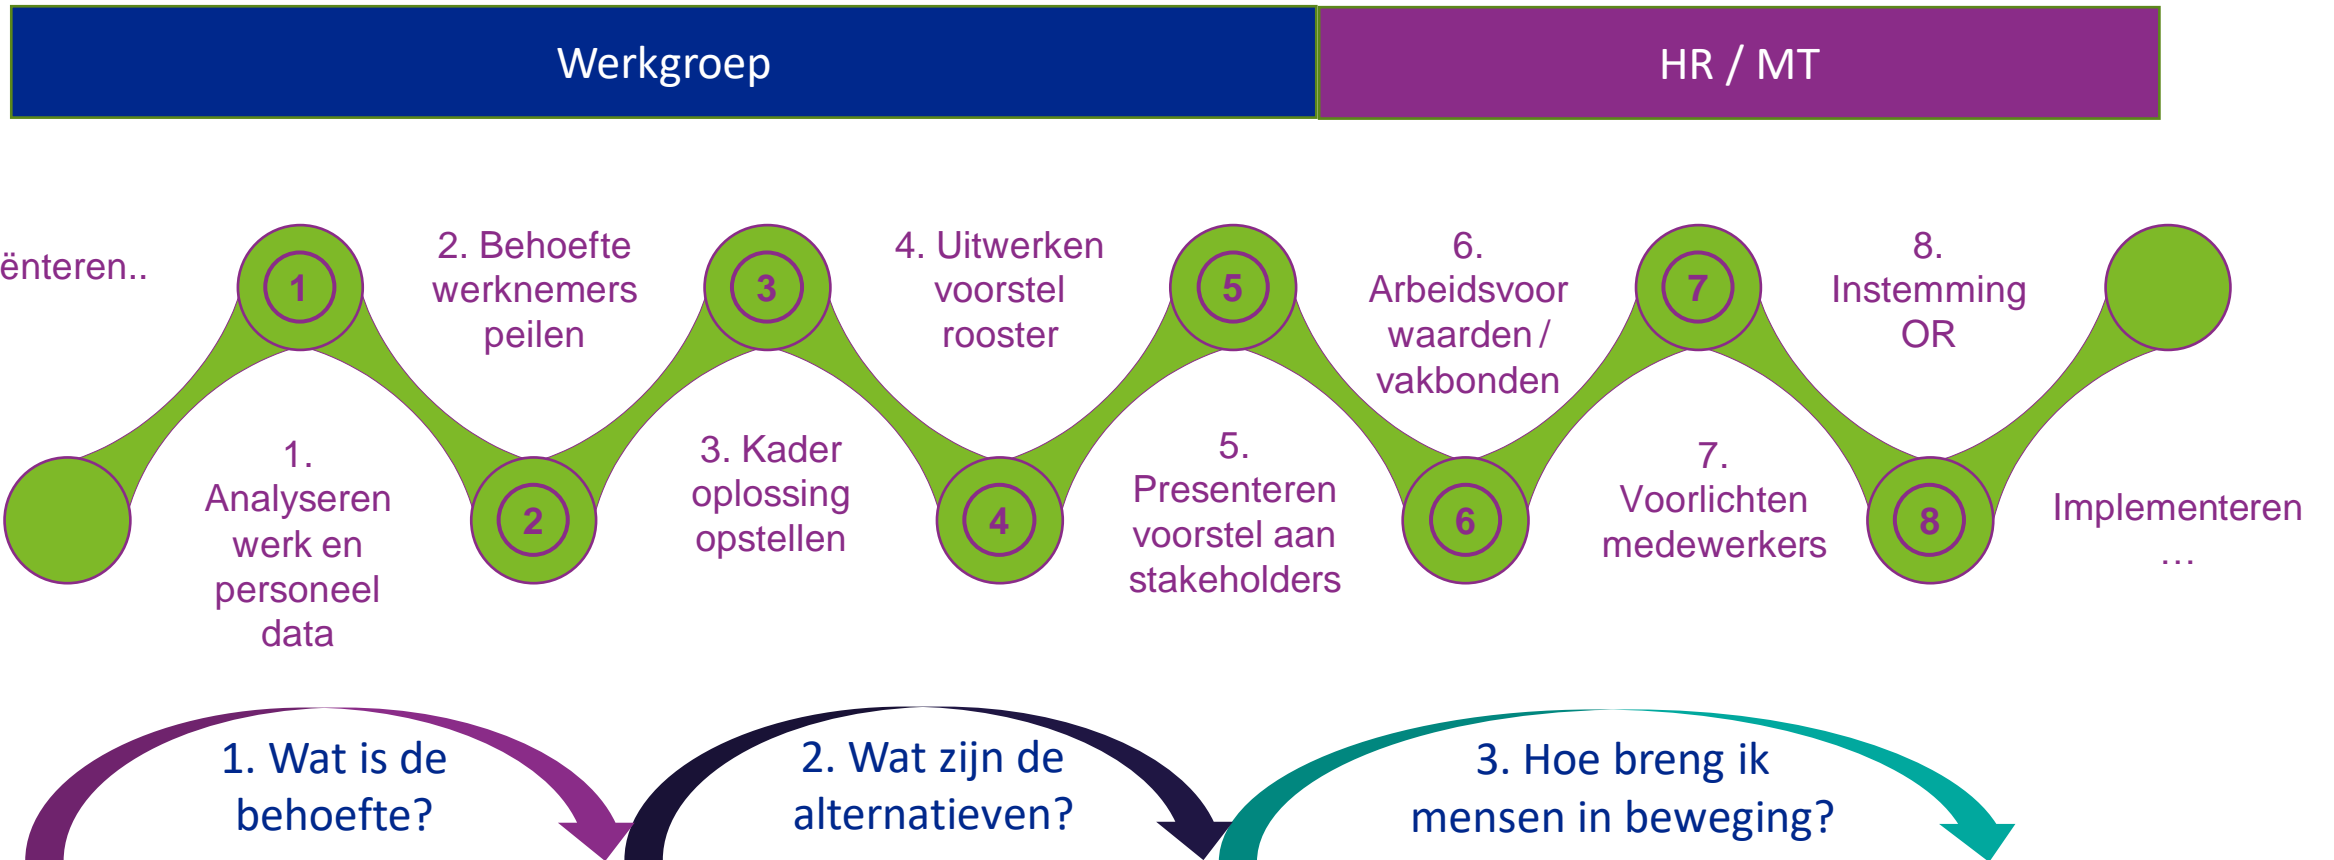 Werkgroep
HR / MT
ënteren..
1
2. Behoefte
werknemers
peilen
3
4. Uitwerken
voorstel
rooster
5
6.
Arbeidsvoor
waarden /
vakbonden
7
8.
Instemming
OR
1.
Analyseren
werk en
personeel
data
2
3. Kader
oplossing
opstellen
4
5.
Presenteren
voorstel aan
stakeholders
6
7.
Voorlichten
medewerkers
8
Implementeren
...
1. Wat is de
behoefte?
2. Wat zijn de
alternatieven?
3. Hoe breng ik
mensen in beweging?